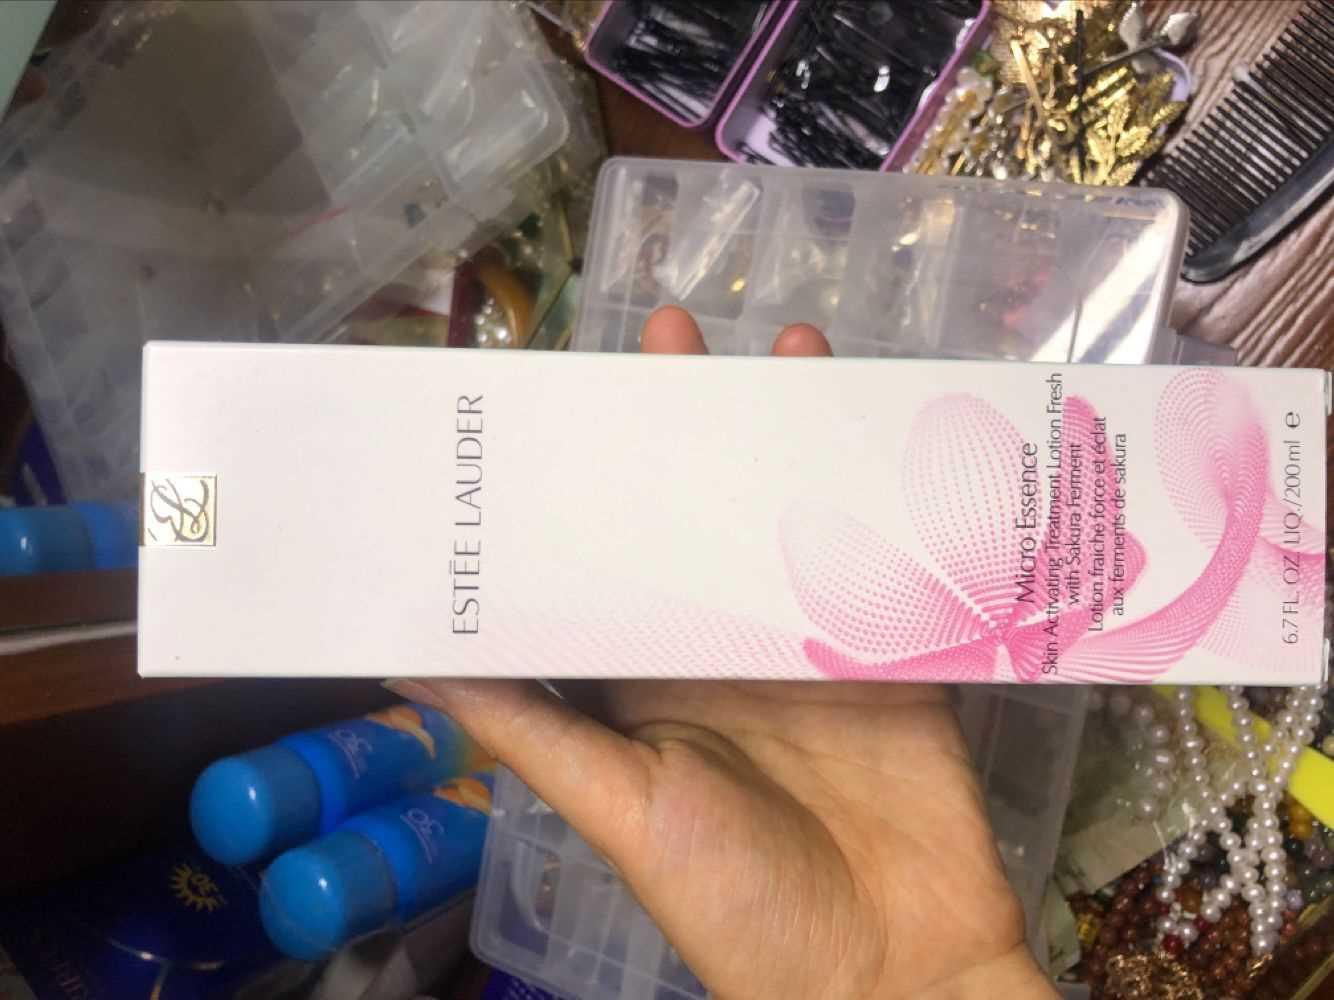 ESTĒE LAUDER
Micro Essence
Skin Activating Treatment Lotion Fresh
with Sakura Ferment
Lotion fraîche force et éclat
aux ferments de sakura
6.7 FL. OZ. LIQ./200 ml ℮